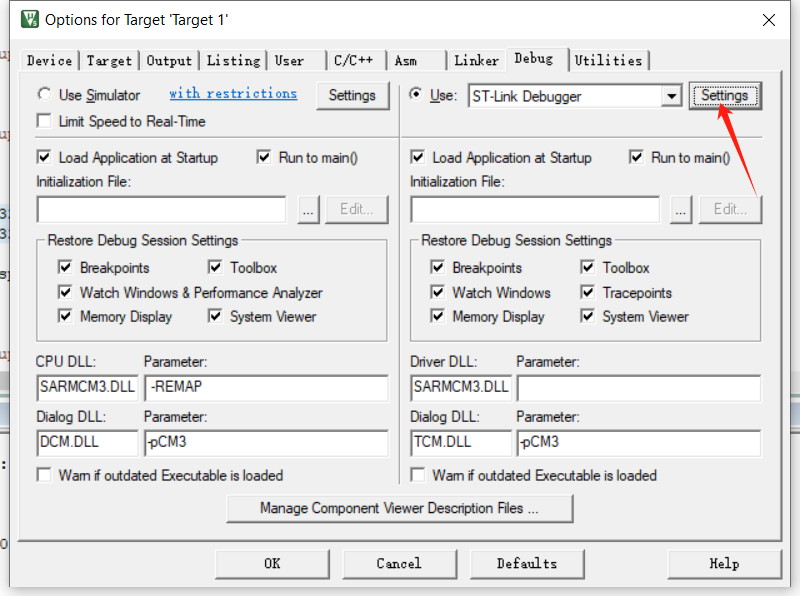 Options for Target 'Target 1'
Device Target Output Listing User C/C++ Asm Linker Debug Utilities
Use Simulator with restrictions Settings
Limit Speed to Real-Time
Use: ST-Link Debugger Settings
Load Application at Startup Run to main()
Initialization File:
... Edit...
Restore Debug Session Settings
Breakpoints Toolbox
Watch Windows & Performance Analyzer
Memory Display System Viewer
CPU DLL: Parameter:
SARMCM3.DLL -REMAP
Dialog DLL: Parameter:
DCM.DLL -pCM3
Warn if outdated Executable is loaded
Load Application at Startup Run to main()
Initialization File:
... Edit...
Restore Debug Session Settings
Breakpoints Toolbox
Watch Windows Tracepoints
Memory Display System Viewer
Driver DLL: Parameter:
SARMCM3.DLL
Dialog DLL: Parameter:
TCM.DLL -pCM3
Warn if outdated Executable is loaded
Manage Component Viewer Description Files ...
OK Cancel Defaults Help